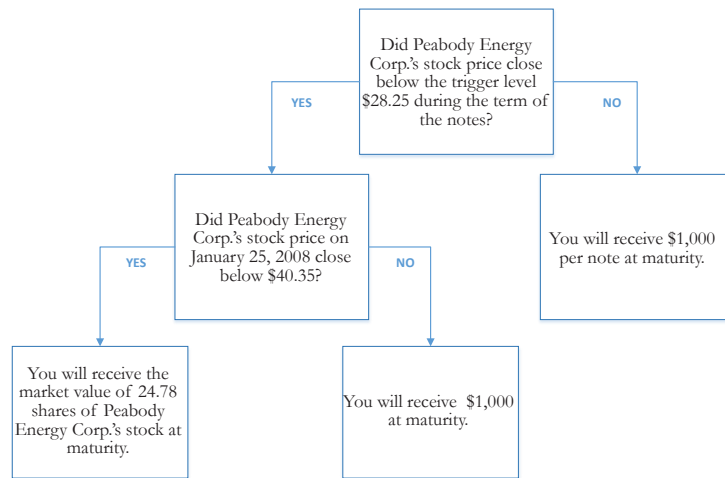 Did Peabody Energy
Corp.'s stock price close
below the trigger level
$28.25 during the term of
the notes?
YES
NO
Did Peabody Energy
Corp.'s stock price on
January 25, 2008 close
below $40.35?
You will receive $1,000
per note at maturity.
YES
NO
You will receive the
market value of 24.78
shares of Peabody
Energy Corp.'s stock at
maturity.
You will receive $1,000
at maturity.